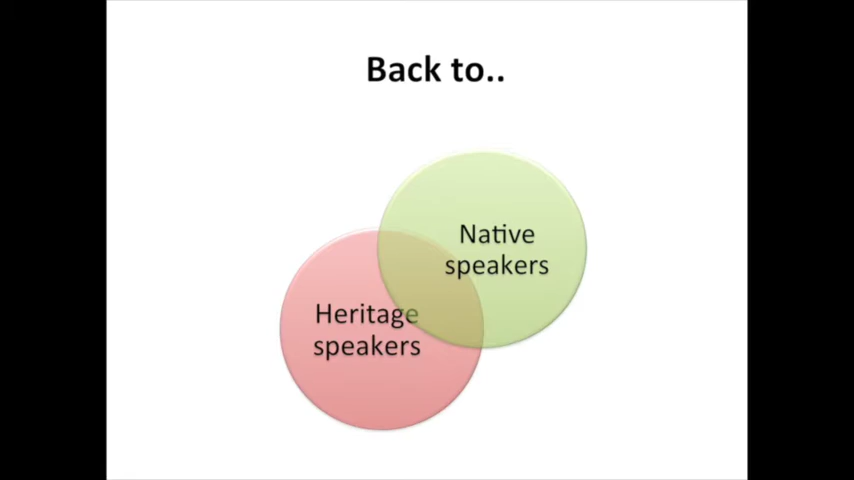 Back to..
Native
speakers
Heritage
speakers